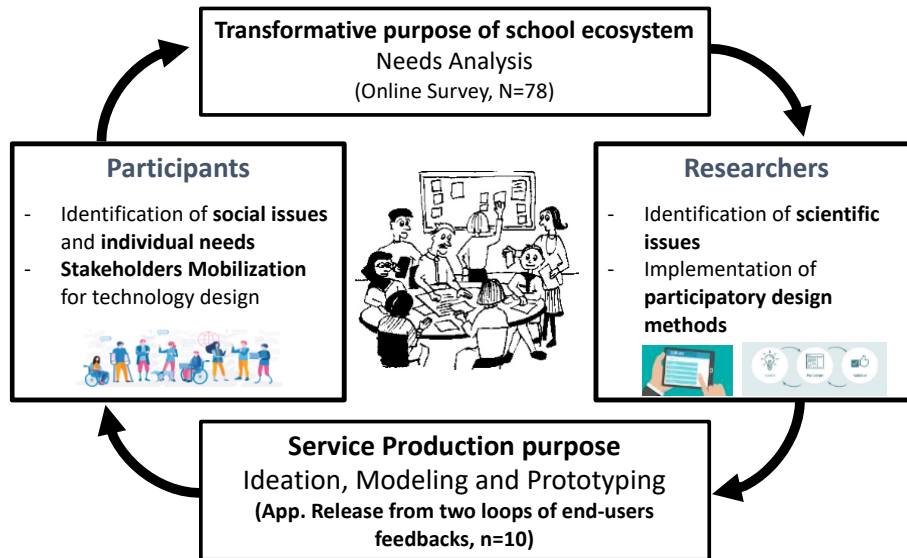 Transformative purpose of school ecosystem
Needs Analysis
(Online Survey, N=78)
Participants
- Identification of social issues
and individual needs
- Stakeholders Mobilization
for technology design
Researchers
- Identification of scientific
issues
- Implementation of
participatory design
methods
Service Production purpose
Ideation, Modeling and Prototyping
(App. Release from two loops of end-users
feedbacks, n=10)